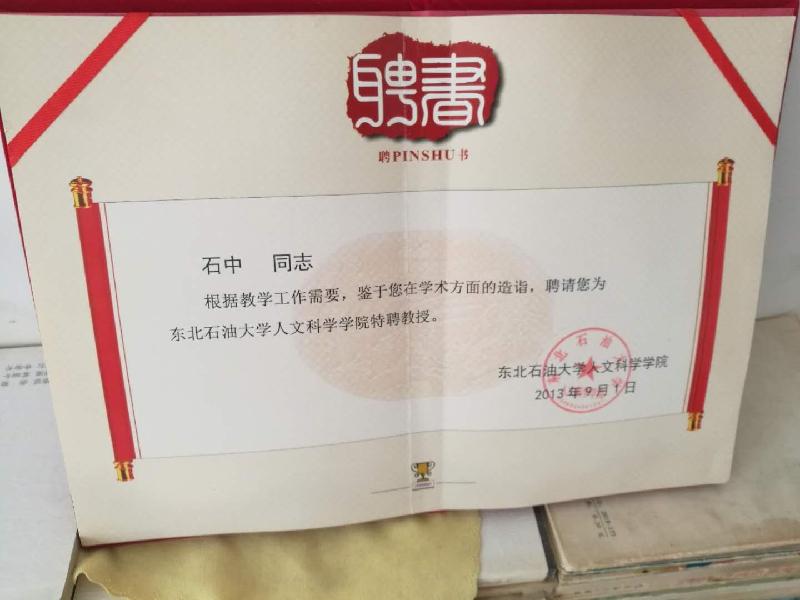 聘書
聘PINSHU书
石中 同志
根据教学工作需要，鉴于您在学术方面的造诣，聘请您为
东北石油大学人文科学学院特聘教授。
东北石油大学人文科学学院
2013年9月1日